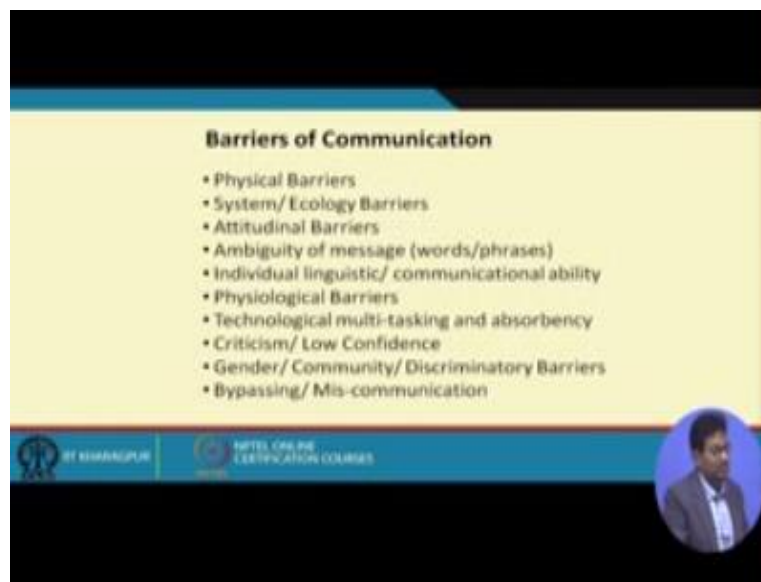 Barriers of Communication
• Physical Barriers
• System/ Ecology Barriers
• Attitudinal Barriers
• Ambiguity of message (words/phrases)
• Individual linguistic/ communicational ability
• Physiological Barriers
• Technological multi-tasking and absorbency
• Criticism/ Low Confidence
• Gender/ Community/ Discriminatory Barriers
• Bypassing/ Mis-communication
IIT KHARAGPUR
NPTEL ONLINE
CERTIFICATION COURSES